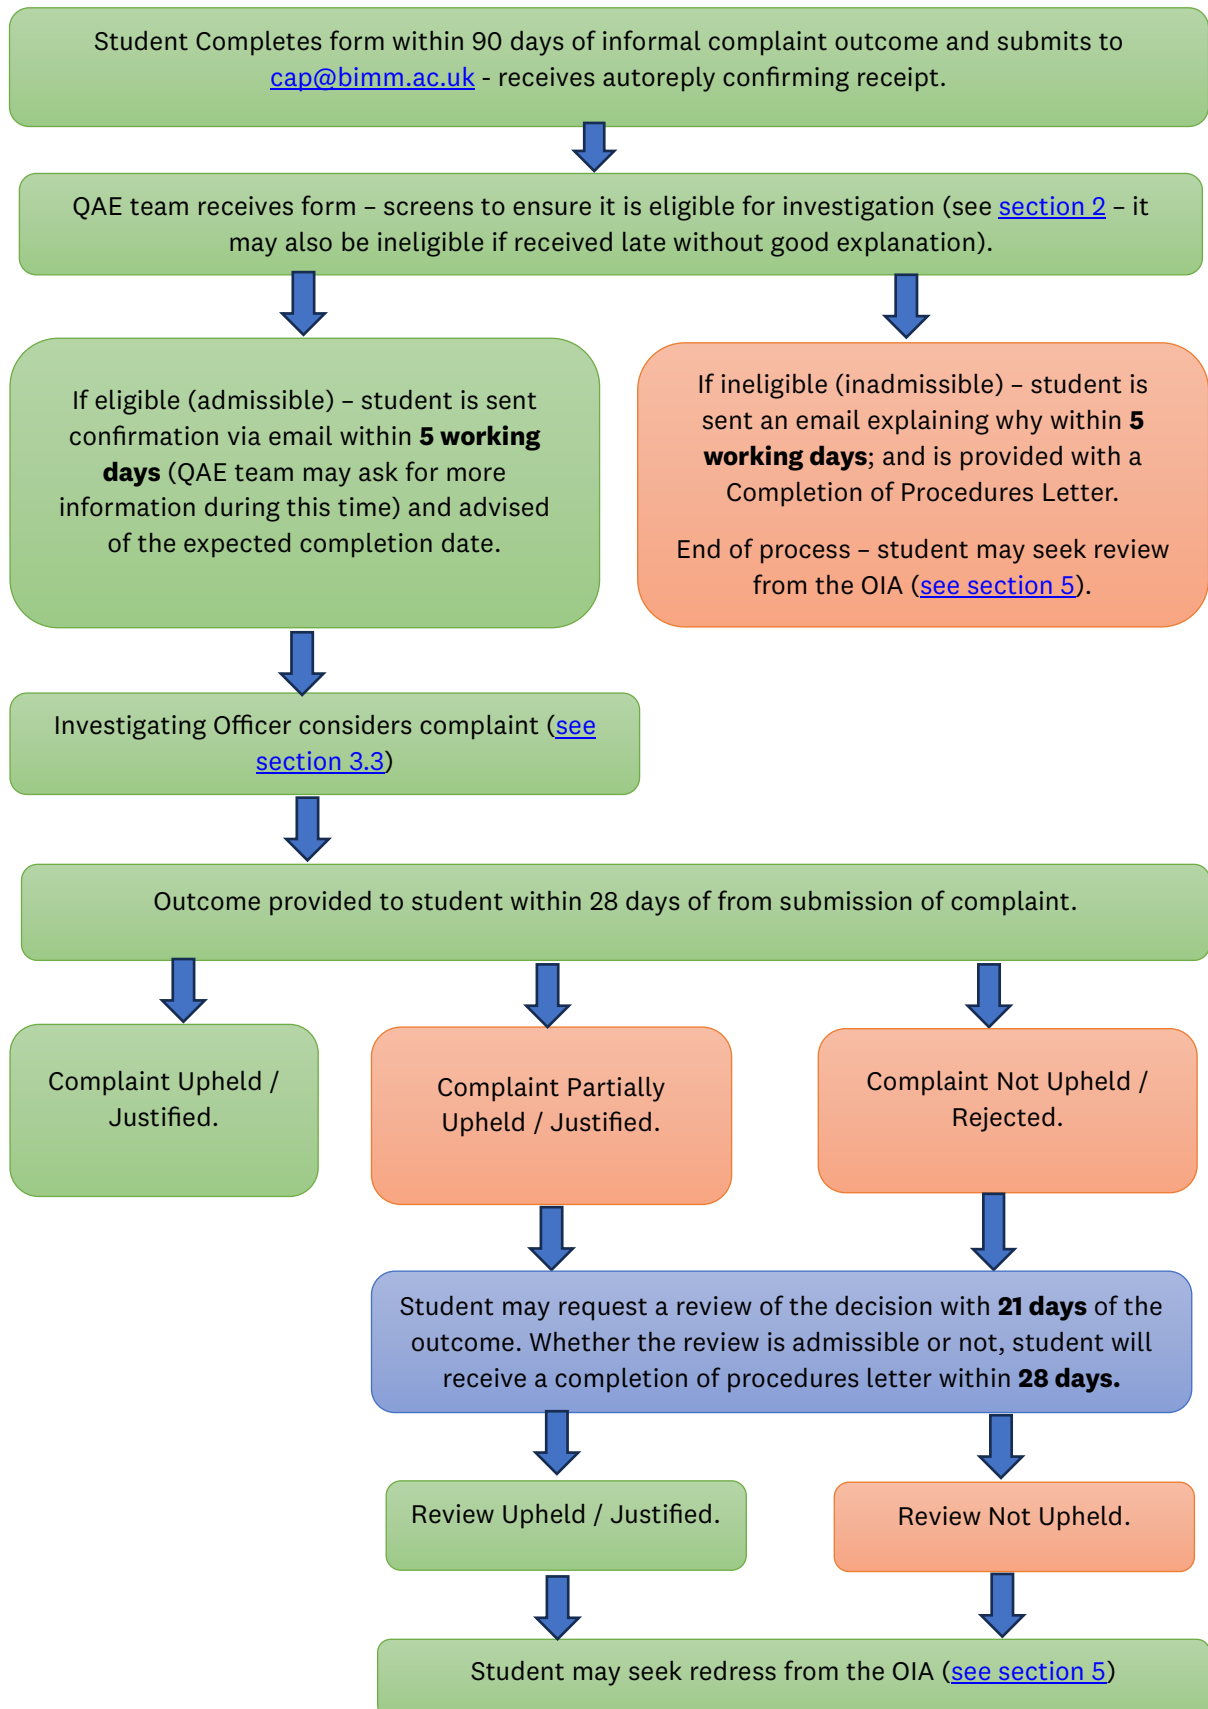 Student Completes form within 90 days of informal complaint outcome and submits to
cap@bimm.ac.uk - receives autoreply confirming receipt.
QAE team receives form – screens to ensure it is eligible for investigation (see section 2 – it
may also be ineligible if received late without good explanation).
If eligible (admissible) – student is sent
confirmation via email within 5 working
days (QAE team may ask for more
information during this time) and advised
of the expected completion date.
If ineligible (inadmissible) – student is
sent an email explaining why within 5
working days; and is provided with a
Completion of Procedures Letter.
End of process – student may seek review
from the OIA (see section 5).
Investigating Officer considers complaint (see
section 3.3)
Outcome provided to student within 28 days of from submission of complaint.
Complaint Upheld /
Justified.
Complaint Partially
Upheld / Justified.
Complaint Not Upheld /
Rejected.
Student may request a review of the decision with 21 days of the
outcome. Whether the review is admissible or not, student will
receive a completion of procedures letter within 28 days.
Review Upheld / Justified.
Review Not Upheld.
Student may seek redress from the OIA (see section 5)